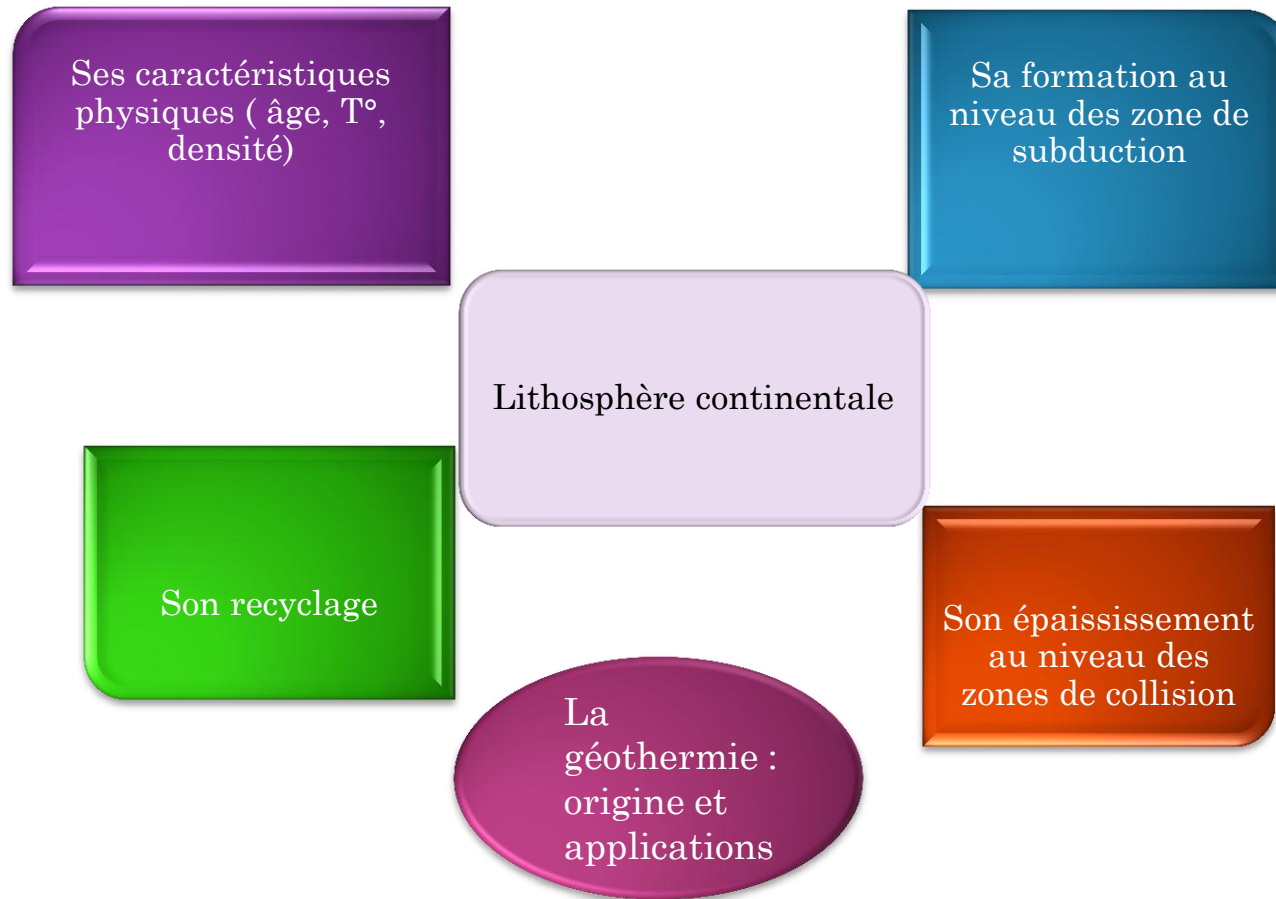 Ses caractéristiques
physiques ( âge, T°,
densité)
Sa formation au
niveau des zone de
subduction
Lithosphère continentale
Son recyclage
Son épaississement
au niveau des
zones de collision
La
géothermie :
origine et
applications